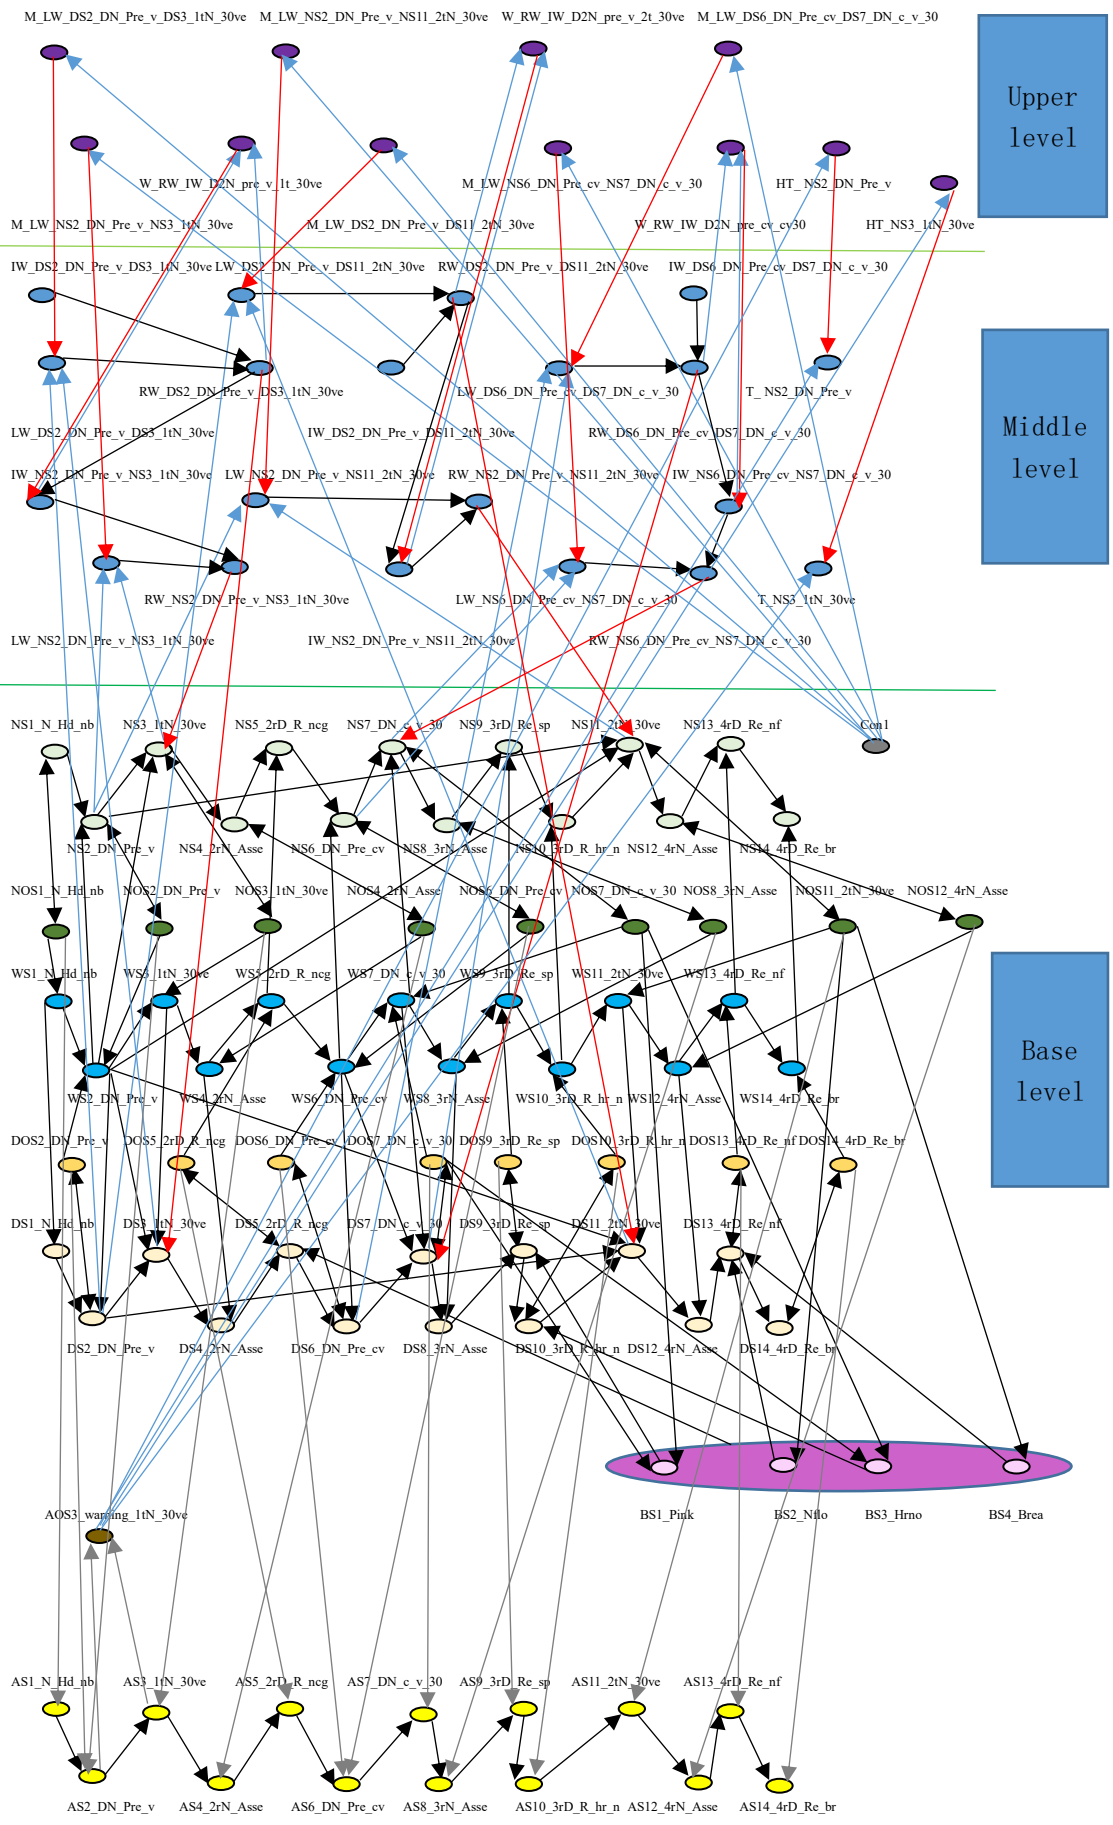 M_LW_DS2_DN_Pre_v_DS3_1tN_30ve M_LW_NS2_DN_Pre_v_NS11_2tN_30ve W_RW_IW_D2N_pre_v_2t_30ve M_LW_DS6_DN_Pre_cv_DS7_DN_c_v_30
Upper
level
W_RW_IW_D2N_pre_v_1t_30ve M_LW_NS6_DN_Pre_cv_NS7_DN_c_v_30 HT_ NS2_DN_Pre_v
M_LW_NS2_DN_Pre_v_NS3_1tN_30ve M_LW_DS2_DN_Pre_v_DS11_2tN_30ve W_RW_IW_D2N_pre_cv_cv30 HT_NS3_1tN_30ve
IW_DS2_DN_Pre_v_DS3_1tN_30ve LW_DS2_DN_Pre_v_DS11_2tN_30ve RW_DS2_DN_Pre_v_DS11_2tN_30ve IW_DS6_DN_Pre_cv_DS7_DN_c_v_30
RW_DS2_DN_Pre_v_DS3_1tN_30ve LW_DS6_DN_Pre_cv_DS7_DN_c_v_30 T_ NS2_DN_Pre_v
LW_DS2_DN_Pre_v_DS3_1tN_30ve IW_DS2_DN_Pre_v_DS11_2tN_30ve RW_DS6_DN_Pre_cv_DS7_DN_c_v_30
Middle
level
IW_NS2_DN_Pre_v_NS3_1tN_30ve LW_NS2_DN_Pre_v_NS11_2tN_30ve RW_NS2_DN_Pre_v_NS11_2tN_30ve IW_NS6_DN_Pre_cv_NS7_DN_c_v_30
RW_NS2_DN_Pre_v_NS3_1tN_30ve LW_NS6_DN_Pre_cv_NS7_DN_c_v_30 T_NS3_1tN_30ve
LW_NS2_DN_Pre_v_NS3_1tN_30ve IW_NS2_DN_Pre_v_NS11_2tN_30ve RW_NS6_DN_Pre_cv_NS7_DN_c_v_30
NS1_N_Hd_nb NS3_1tN_30ve NS5_2rD_R_ncg NS7_DN_c_v_30 NS9_3rD_Re_sp NS11_2tN_30ve NS13_4rD_Re_nf Con1
NS2_DN_Pre_v NS4_2rN_Asse NS6_DN_Pre_cv NS8_3rN_Asse NS10_3rD_R_hr_n NS12_4rN_Asse NS14_4rD_Re_br
NOS1_N_Hd_nb NOS2_DN_Pre_v NOS3_1tN_30ve NOS4_2rN_Asse NOS6_DN_Pre_cv NOS7_DN_c_v_30 NOS8_3rN_Asse NOS11_2tN_30ve NOS12_4rN_Asse
WS1_N_Hd_nb WS3_1tN_30ve WS5_2rD_R_ncg WS7_DN_c_v_30 WS9_3rD_Re_sp WS11_2tN_30ve WS13_4rD_Re_nf
Base
level
WS2_DN_Pre_v WS4_2rN_Asse WS6_DN_Pre_cv WS8_3rN_Asse WS10_3rD_R_hr_n WS12_4rN_Asse WS14_4rD_Re_br
DOS2_DN_Pre_v DOS5_2rD_R_ncg DOS6_DN_Pre_cv DOS7_DN_c_v_30 DOS9_3rD_Re_sp DOS10_3rD_R_hr_n DOS13_4rD_Re_nf DOS14_4rD_Re_br
DS1_N_Hd_nb DS3_1tN_30ve DS5_2rD_R_ncg DS7_DN_c_v_30 DS9_3rD_Re_sp DS11_2tN_30ve DS13_4rD_Re_nf
DS2_DN_Pre_v DS4_2rN_Asse DS6_DN_Pre_cv DS8_3rN_Asse DS10_3rD_R_hr_n DS12_4rN_Asse DS14_4rD_Re_br
AOS3_warning_1tN_30ve BS1_Pink BS2_Nflo BS3_Hrno BS4_Brea
AS1_N_Hd_nb AS3_1tN_30ve AS5_2rD_R_ncg AS7_DN_c_v_30 AS9_3rD_Re_sp AS11_2tN_30ve AS13_4rD_Re_nf
AS2_DN_Pre_v AS4_2rN_Asse AS6_DN_Pre_cv AS8_3rN_Asse AS10_3rD_R_hr_n AS12_4rN_Asse AS14_4rD_Re_br